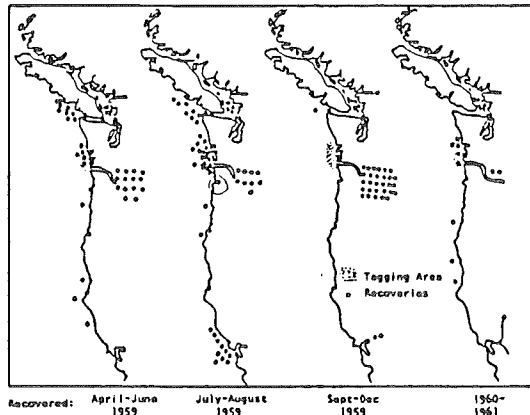 Tagging Area
Recoveries
Recovered: April-June 1959
July-August 1959
Sept-Dec 1959
1960-1961